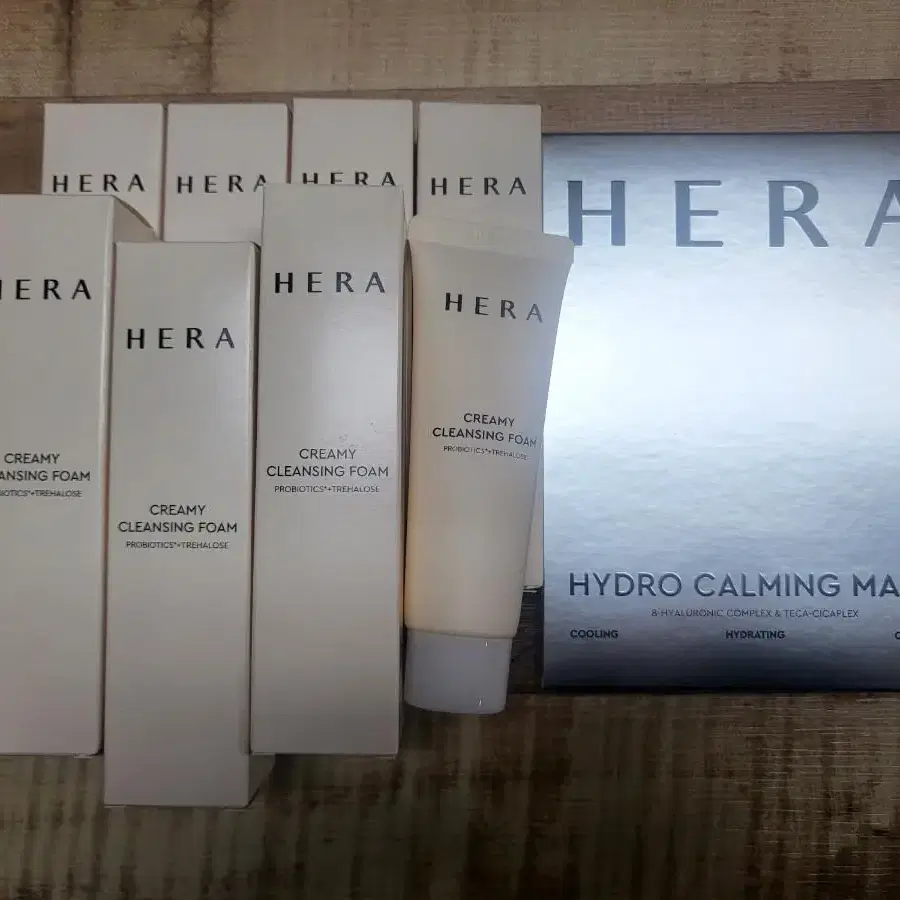 HERA
HERA
HERA
HERA
HERA
CREAMY
CLEANSING FOAM
PROBIOTICS*+TREHALOSE
HERA
CREAMY
CLEANSING FOAM
PROBIOTICS*+TREHALOSE
HERA
CREAMY
CLEANSING FOAM
PROBIOTICS*+TREHALOSE
HERA
CREAMY
CLEANSING FOAM
PROBIOTICS*+TREHALOSE
HERA
HYDRO CALMING MA
8-HYALURONIC COMPLEX & TECA-CICAPLEX
COOLING HYDRATING